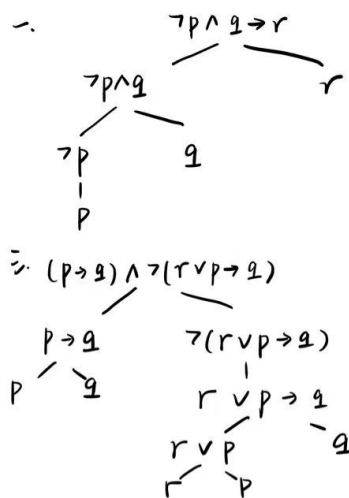 一. ¬p∧q→r
¬p∧q r
¬p q
p
二. (p→q)∧¬(r∨p→q)
p→q ¬(r∨p→q)
p q r∨p→q
r∨p q
r p